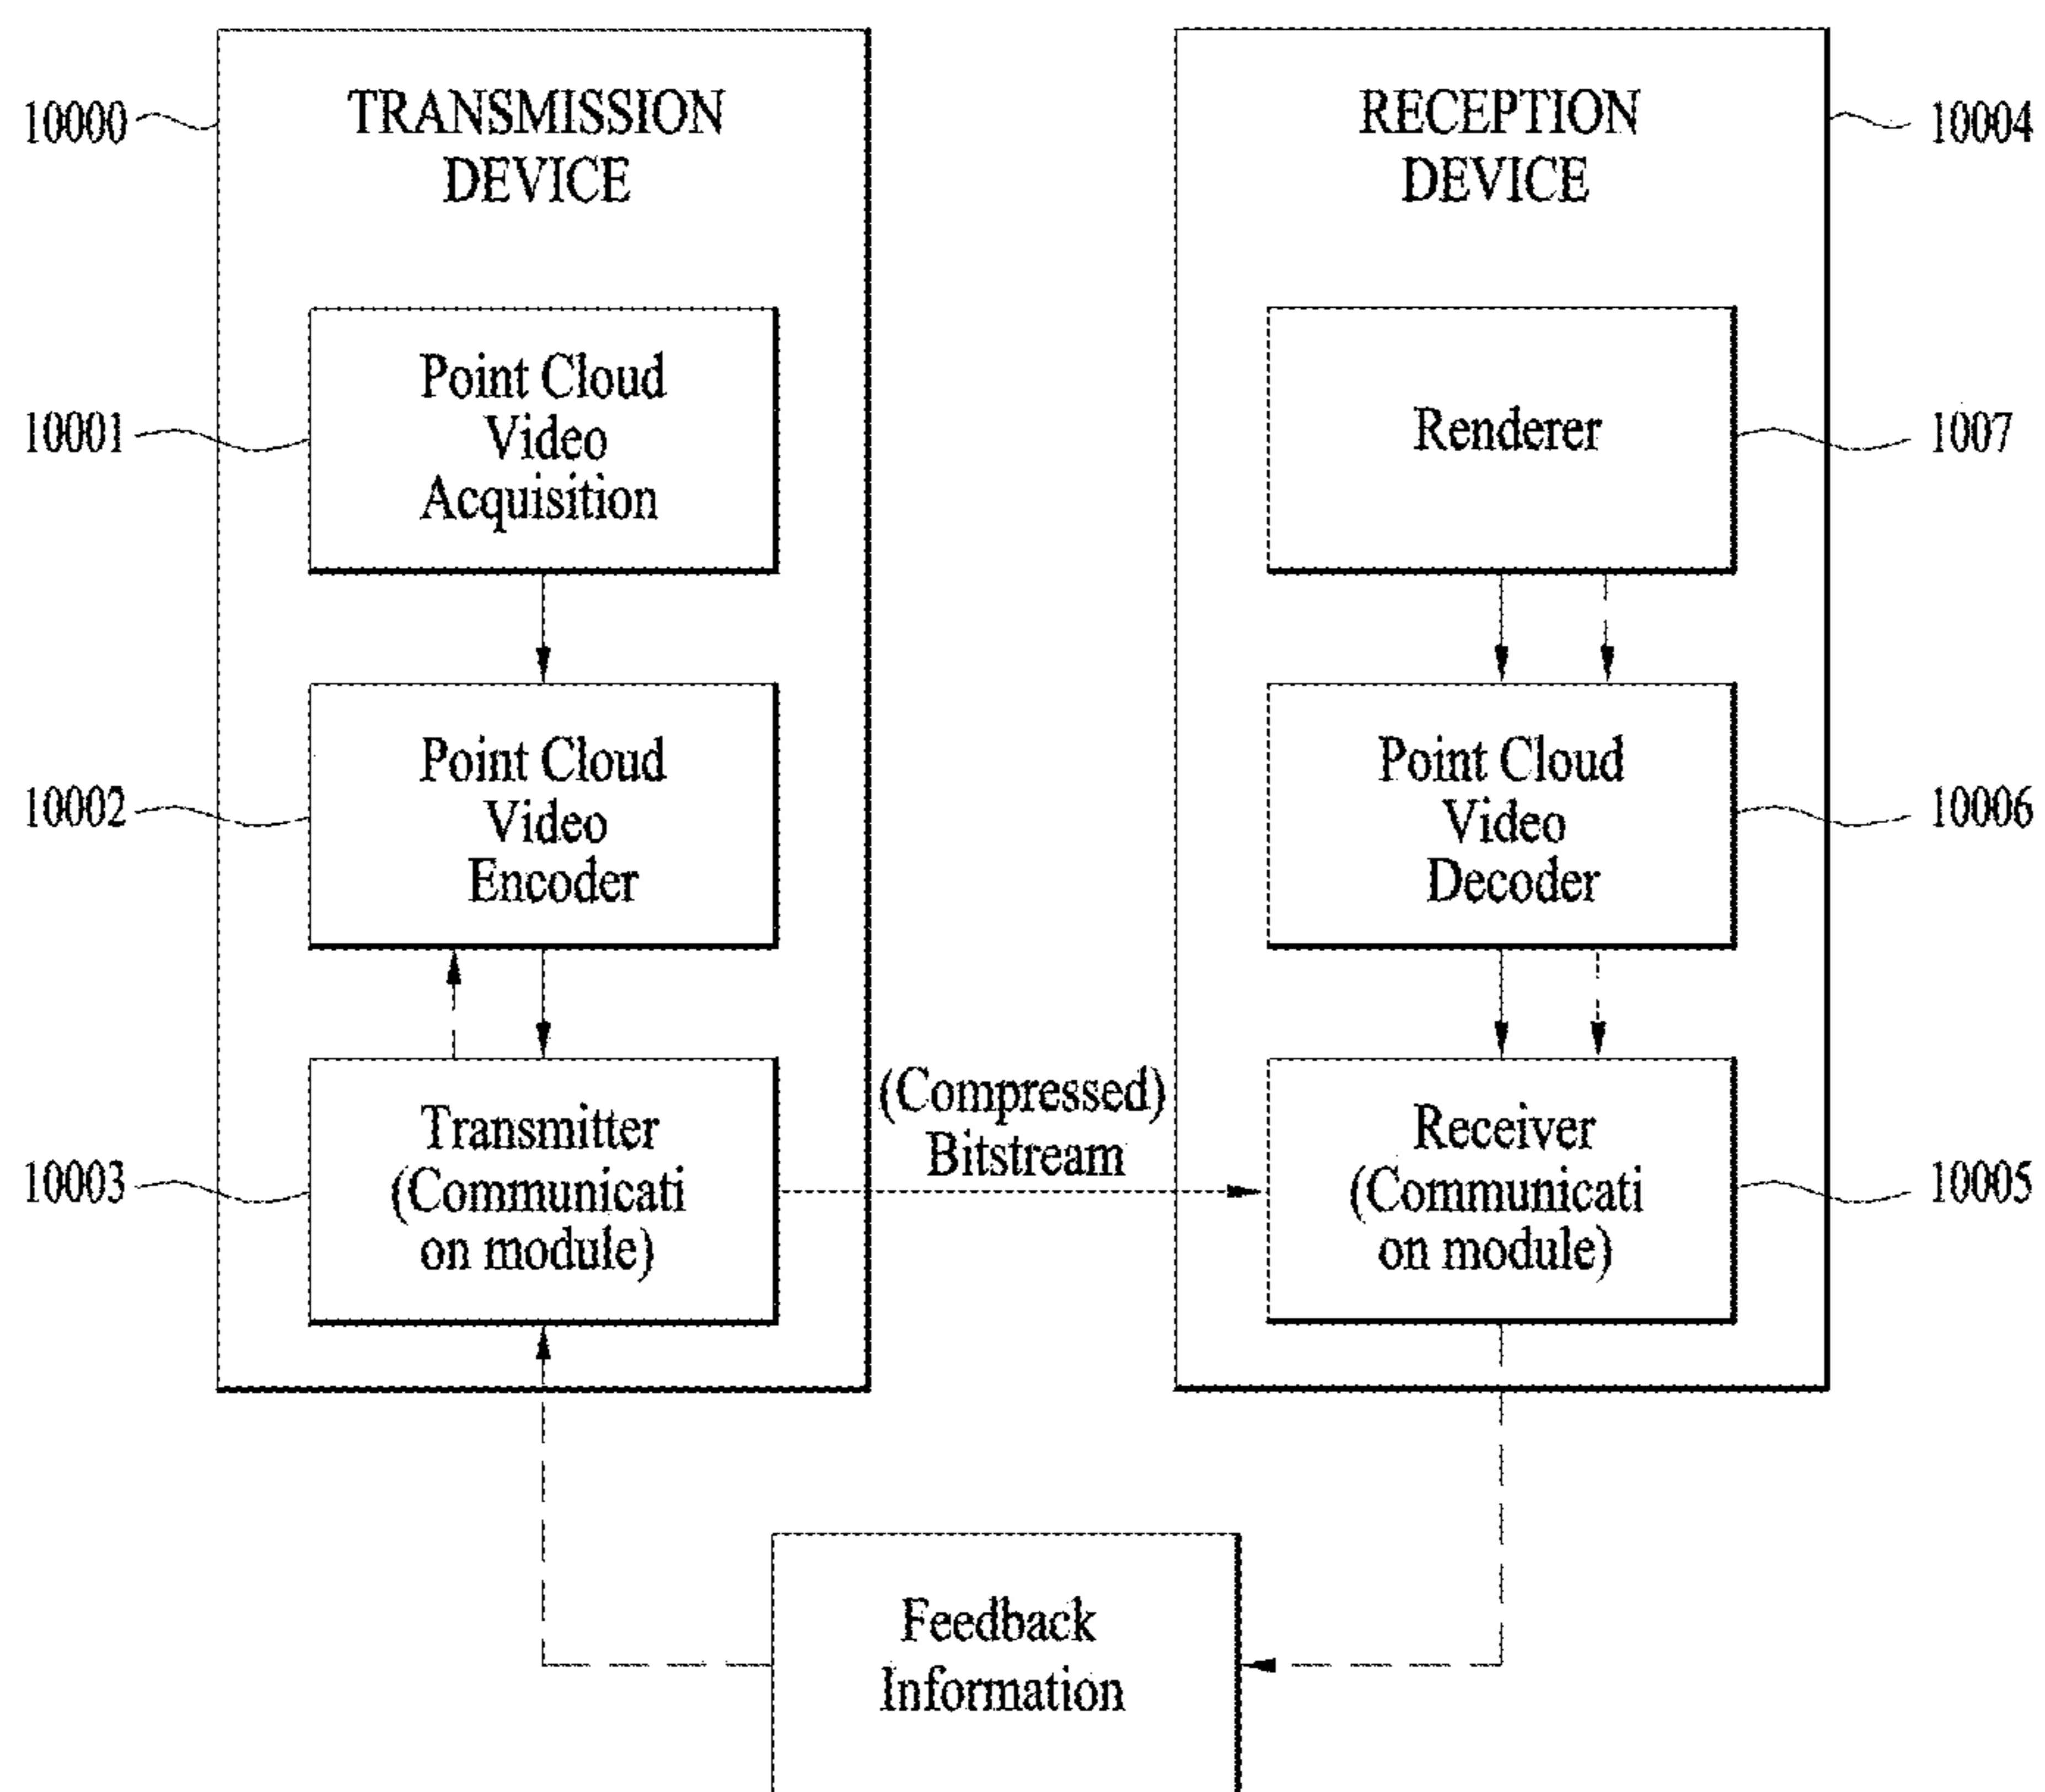 TRANSMISSION
DEVICE
10000
Point Cloud
Video
Acquisition
10001
Point Cloud
Video
Encoder
10002
Transmitter
(Communicati
on module)
10003
(Compressed)
Bitstream
RECEPTION
DEVICE
10004
Renderer
1007
Point Cloud
Video
Decoder
10006
Receiver
(Communicati
on module)
10005
Feedback
Information